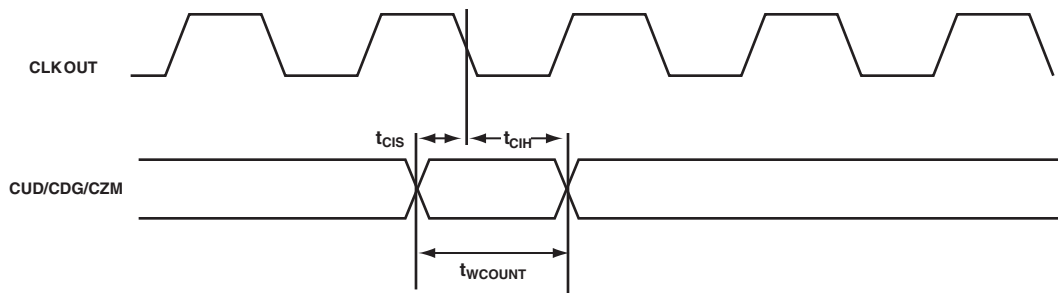 CLKOUT
tCIS
tCIH
CUD/CDG/CZM
tWCOUNT